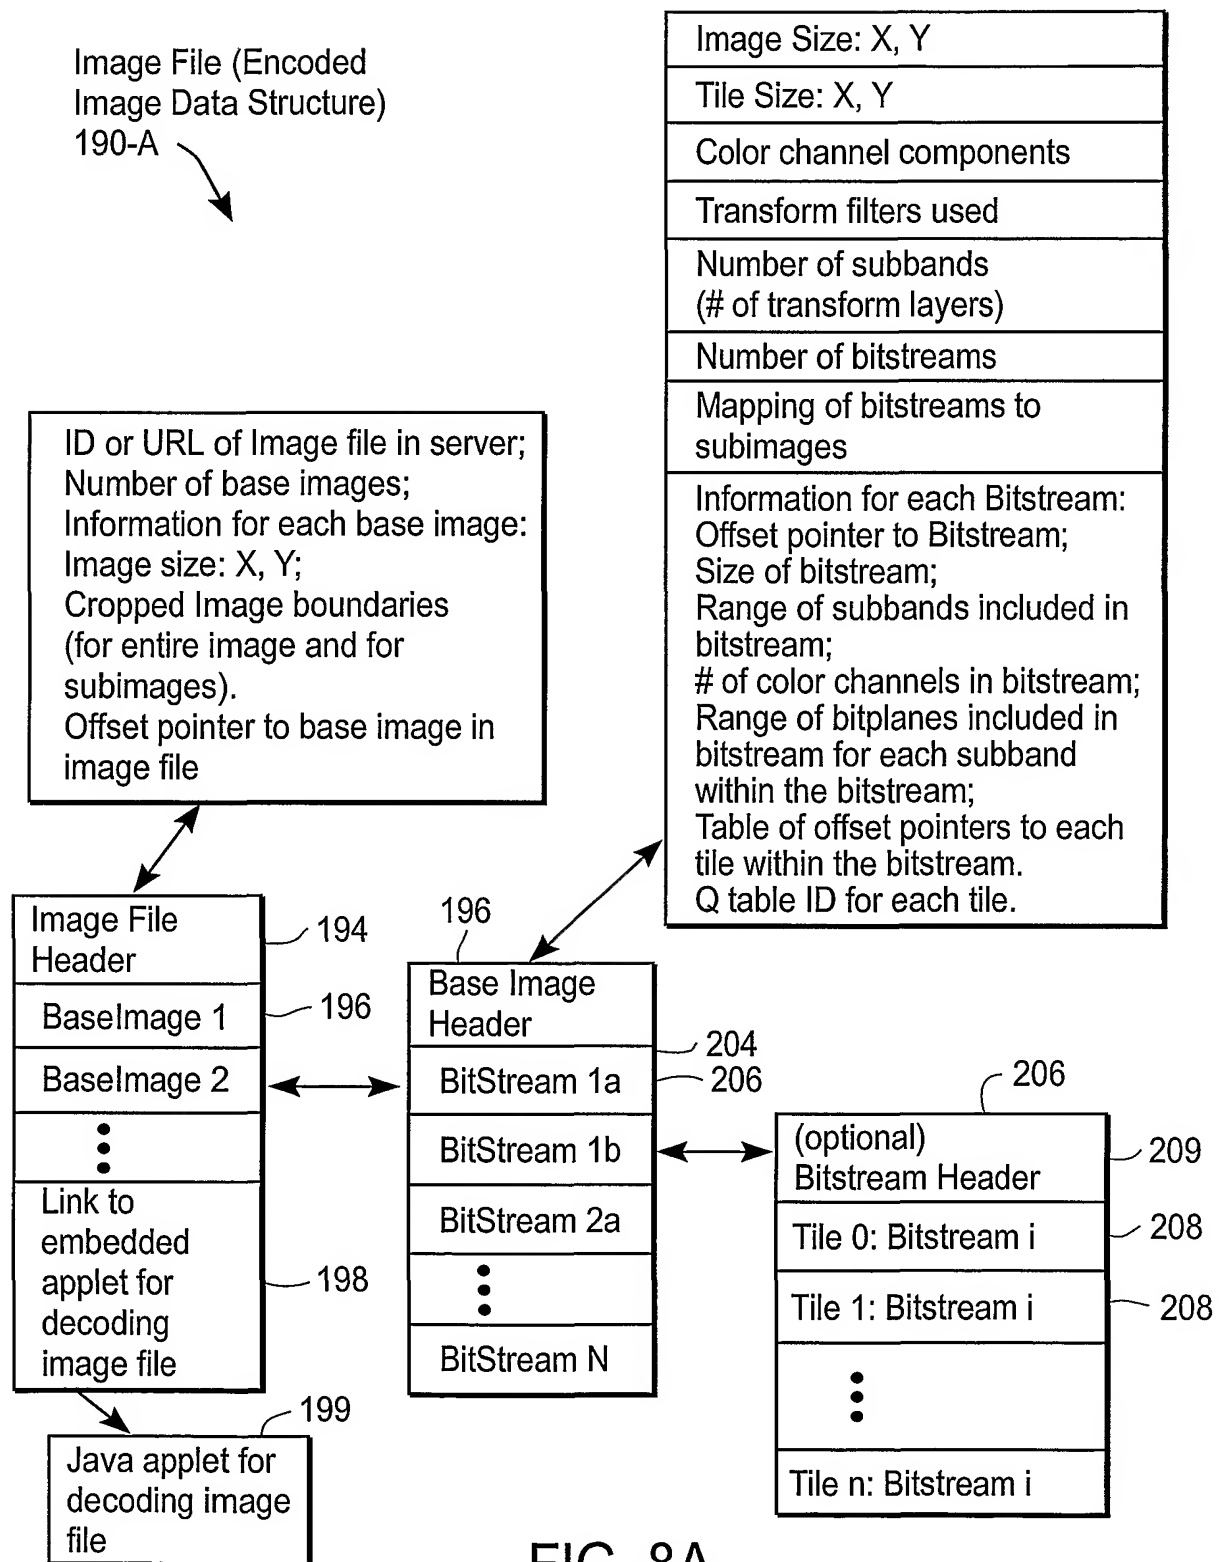 Image File (Encoded
Image Data Structure)
190-A
Image Size: X, Y
Tile Size: X, Y
Color channel components
Transform filters used
Number of subbands
(# of transform layers)
Number of bitstreams
Mapping of bitstreams to
subimages
Information for each Bitstream:
Offset pointer to Bitstream;
Size of bitstream;
Range of subbands included in
bitstream;
# of color channels in bitstream;
Range of bitplanes included in
bitstream for each subband
within the bitstream;
Table of offset pointers to each
tile within the bitstream.
Q table ID for each tile.
ID or URL of Image file in server;
Number of base images;
Information for each base image:
Image size: X, Y;
Cropped Image boundaries
(for entire image and for
subimages).
Offset pointer to base image in
image file
Image File
Header
194
BaseImage 1
196
BaseImage 2
Link to
embedded
applet for
decoding
image file
198
199
Java applet for
decoding image
file
196
Base Image
Header
204
BitStream 1a
206
BitStream 1b
BitStream 2a
BitStream N
206
(optional)
Bitstream Header
209
Tile 0: Bitstream i
208
Tile 1: Bitstream i
208
Tile n: Bitstream i
FIG. 8A